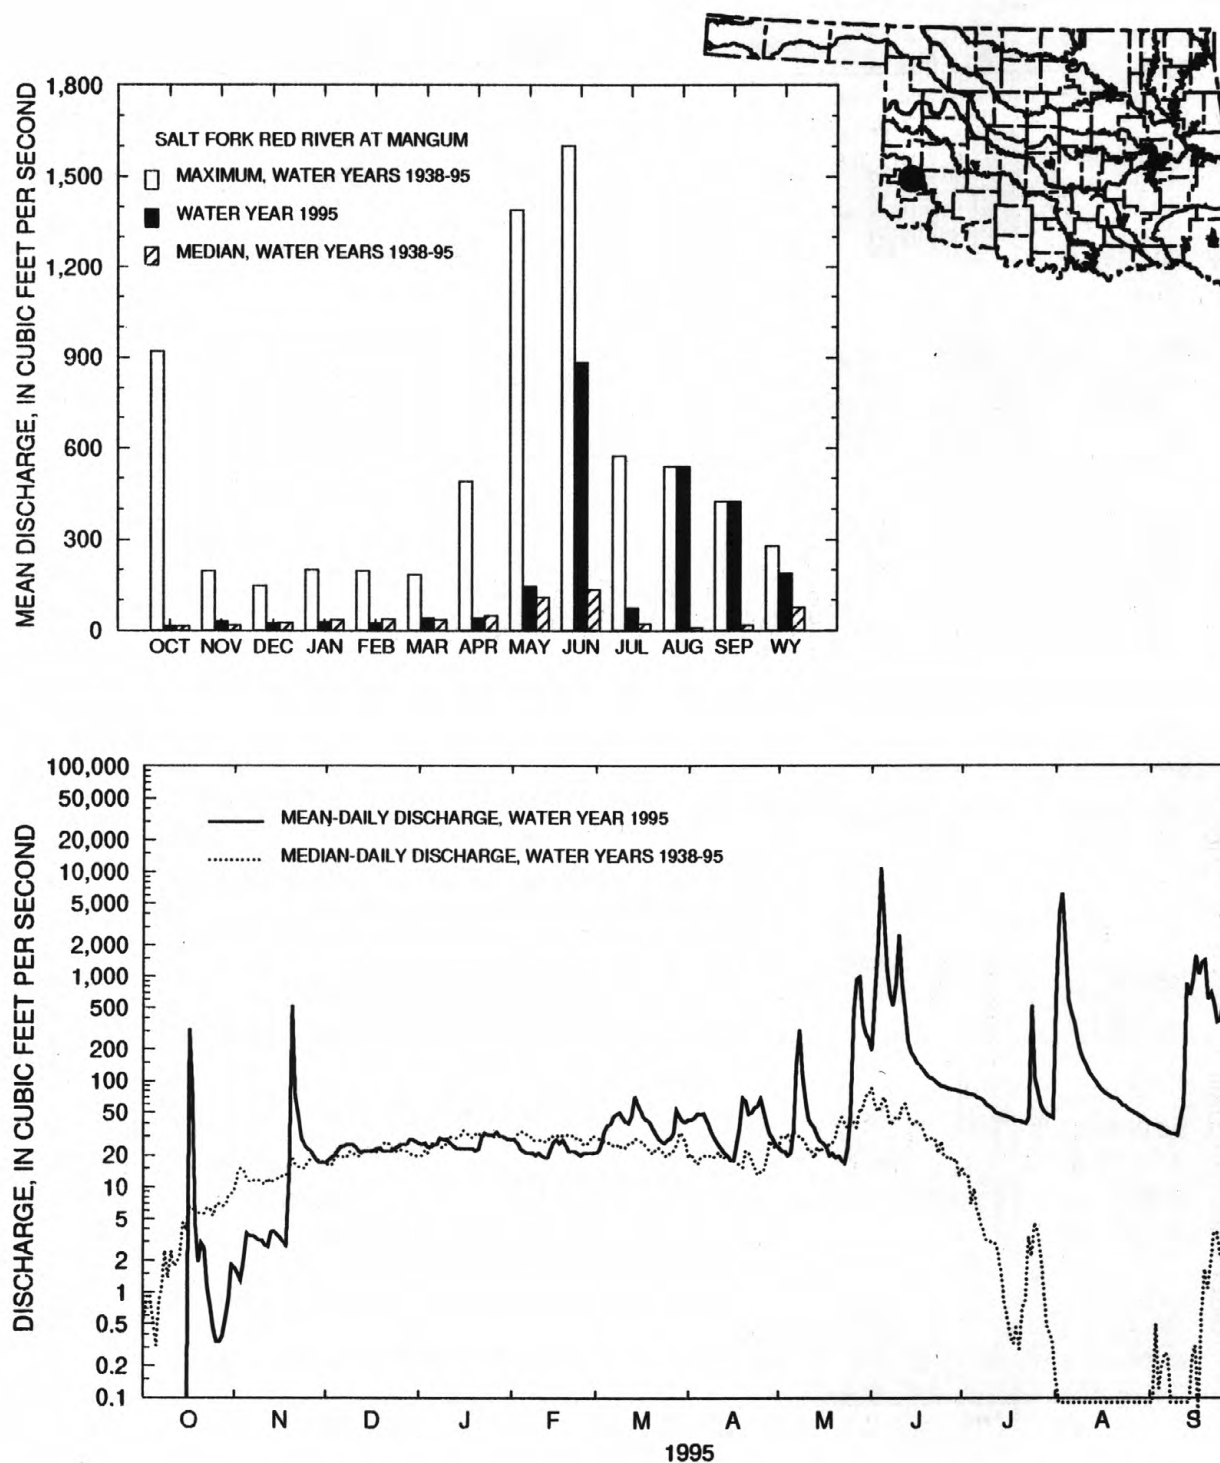 MEAN DISCHARGE, IN CUBIC FEET PER SECOND
1,800
1,500
1,200
900
600
300
0
SALT FORK RED RIVER AT MANGUM
MAXIMUM, WATER YEARS 1938-95
WATER YEAR 1995
MEDIAN, WATER YEARS 1938-95
OCT NOV DEC JAN FEB MAR APR MAY JUN JUL AUG SEP WY
DISCHARGE, IN CUBIC FEET PER SECOND
100,000
50,000
20,000
10,000
5,000
2,000
1,000
500
200
100
50
20
10
5
2
1
0.5
0.2
0.1
MEAN-DAILY DISCHARGE, WATER YEAR 1995
MEDIAN-DAILY DISCHARGE, WATER YEARS 1938-95
O N D J F M A M J J A S
1995